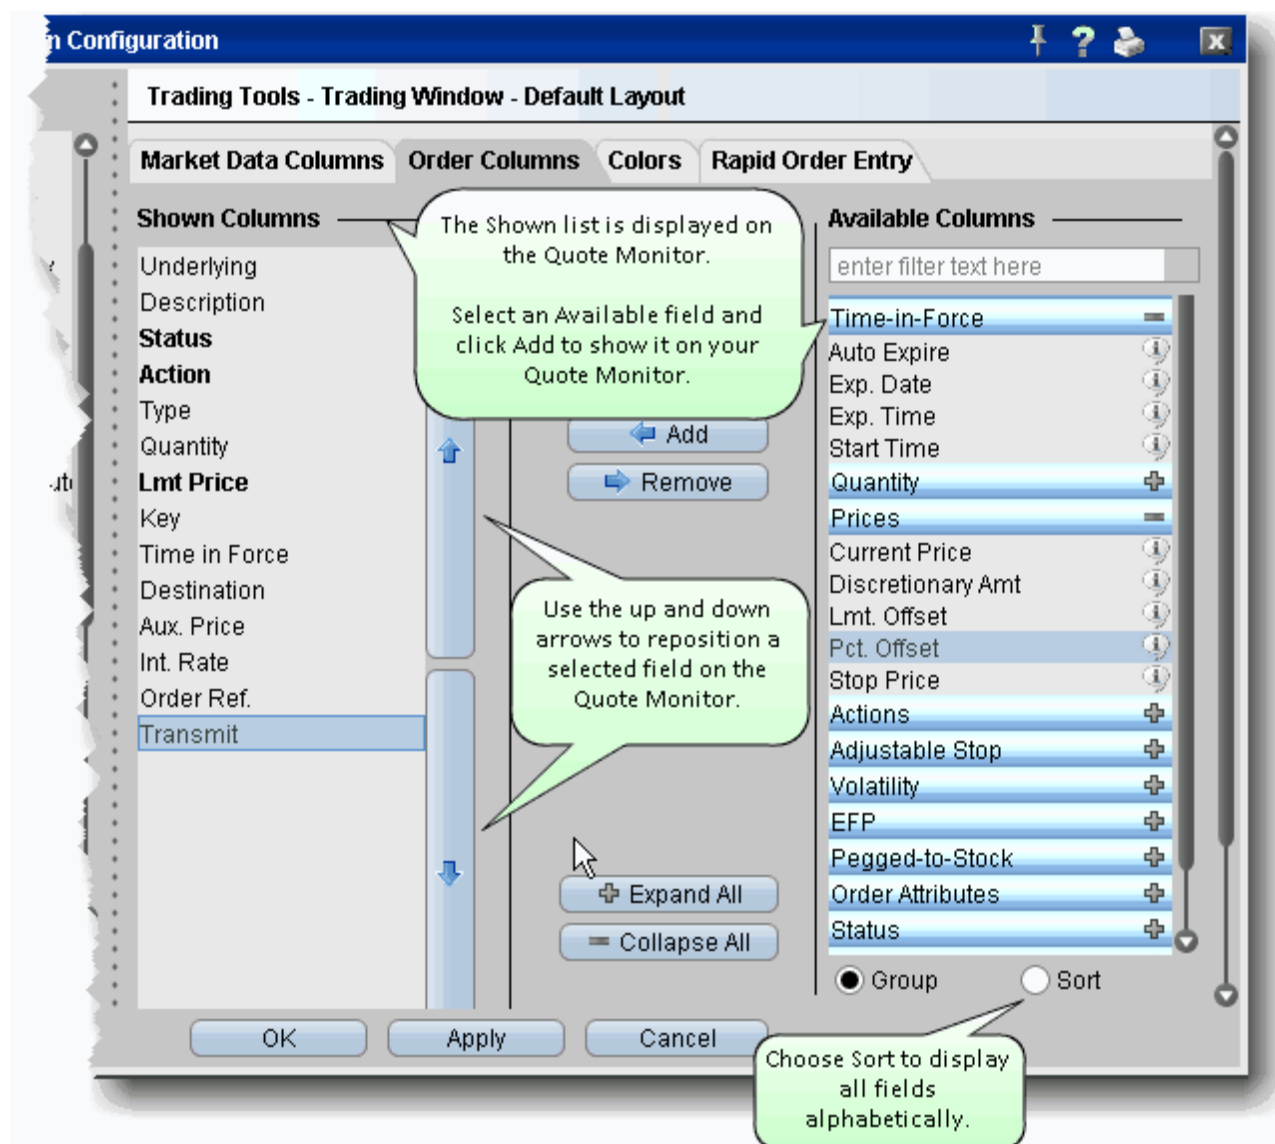 n Configuration
Trading Tools - Trading Window - Default Layout
Market Data Columns
Order Columns
Colors
Rapid Order Entry
Shown Columns
Underlying
Description
Status
Action
Type
Quantity
Lmt Price
Key
Time in Force
Destination
Aux. Price
Int. Rate
Order Ref.
Transmit
The Shown list is displayed on
the Quote Monitor.
Select an Available field and
click Add to show it on your
Quote Monitor.
Add
Remove
Use the up and down
arrows to reposition a
selected field on the
Quote Monitor.
Expand All
Collapse All
Available Columns
enter filter text here
Time-in-Force
Auto Expire
Exp. Date
Exp. Time
Start Time
Quantity
Prices
Current Price
Discretionary Amt
Lmt. Offset
Pct. Offset
Stop Price
Actions
Adjustable Stop
Volatility
EFP
Pegged-to-Stock
Order Attributes
Status
Group
Sort
OK
Apply
Cancel
Choose Sort to display
all fields
alphabetically.